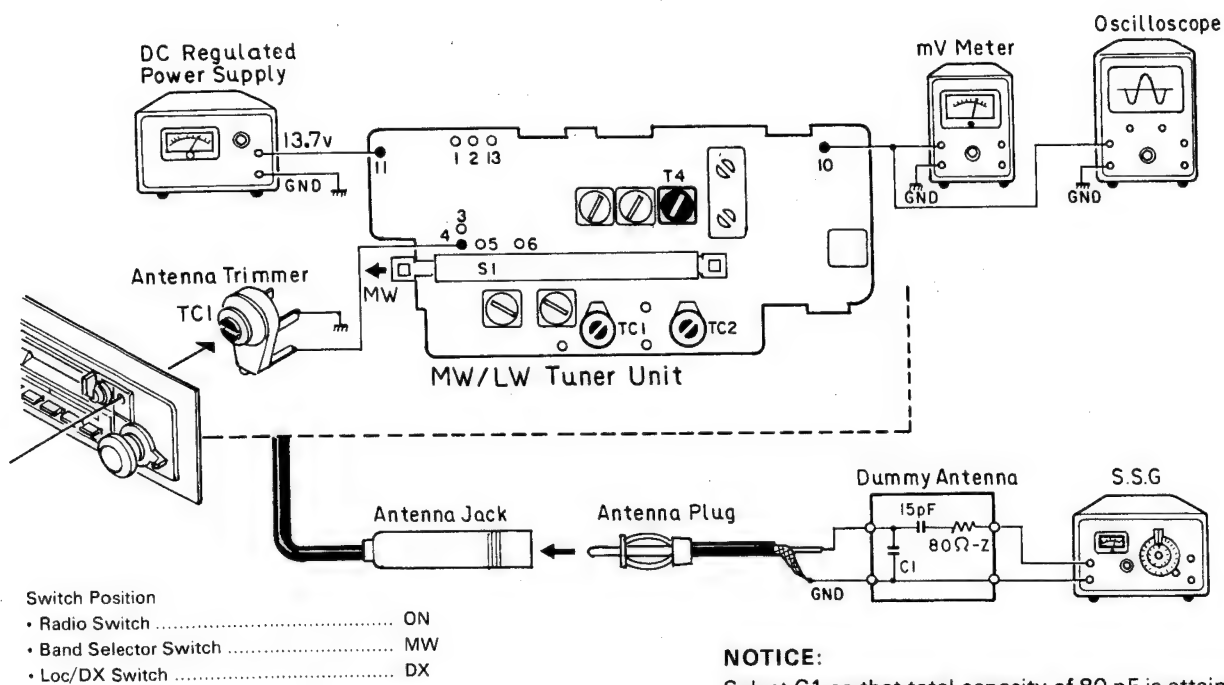 Oscilloscope
mV Meter
DC Regulated
Power Supply
13.7v
GND
11
1 2 13
T4
10
GND
GND
3
4
5
6
S1
MW
Antenna Trimmer
TC1
TC1
TC2
MW/LW Tuner Unit
Dummy Antenna
S.S.G
Antenna Jack
Antenna Plug
15pF
80Ω-Z
C1
GND
Switch Position
• Radio Switch ........................................ ON
• Band Selector Switch ............................ MW
• Loc/DX Switch ..................................... DX
NOTICE: